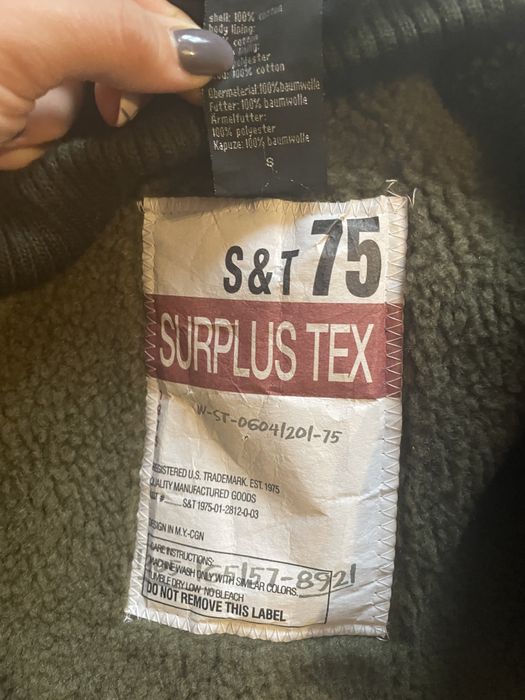 shell: 100% cotton
body lining:
cotton
polyester
100% cotton
Obermaterial:100%baumwolle
Futter: 100% baumwolle
Ärmelfutter:
100% polyester
Kapuze: 100% baumwolle
S
S&T 75
SURPLUS TEX
W-ST-0604/201-75
REGISTERED U.S. TRADEMARK. EST. 1975
QUALITY MANUFACTURED GOODS
S&T 1975-01-2812-0-03
DESIGN IN M.Y.-CGN
CARE INSTRUCTIONS:
MACHINE WASH ONLY WITH SIMILAR COLORS,
65157-8921
TUMBLE DRY LOW NO BLEACH
DO NOT REMOVE THIS LABEL